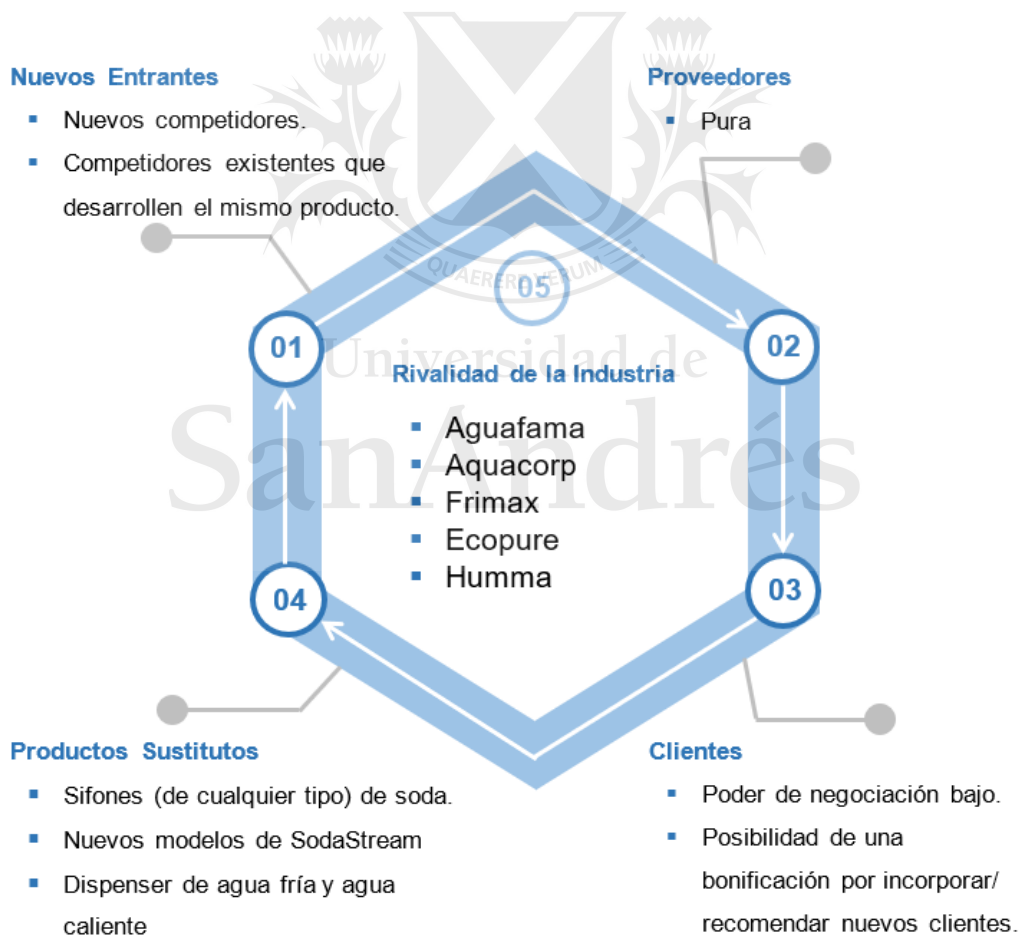 Nuevos Entrantes
▪ Nuevos competidores.
▪ Competidores existentes que
desarrollen el mismo producto.
Proveedores
▪ Pura
QUAERERE VERUM
05
01
02
Universidad de
SanAndrés
Rivalidad de la Industria
▪ Aguafama
▪ Aquacorp
▪ Frimax
▪ Ecopure
▪ Humma
04
03
Productos Sustitutos
▪ Sifones (de cualquier tipo) de soda.
▪ Nuevos modelos de SodaStream
▪ Dispenser de agua fría y agua
caliente
Clientes
▪ Poder de negociación bajo.
▪ Posibilidad de una
bonificación por incorporar/
recomendar nuevos clientes.